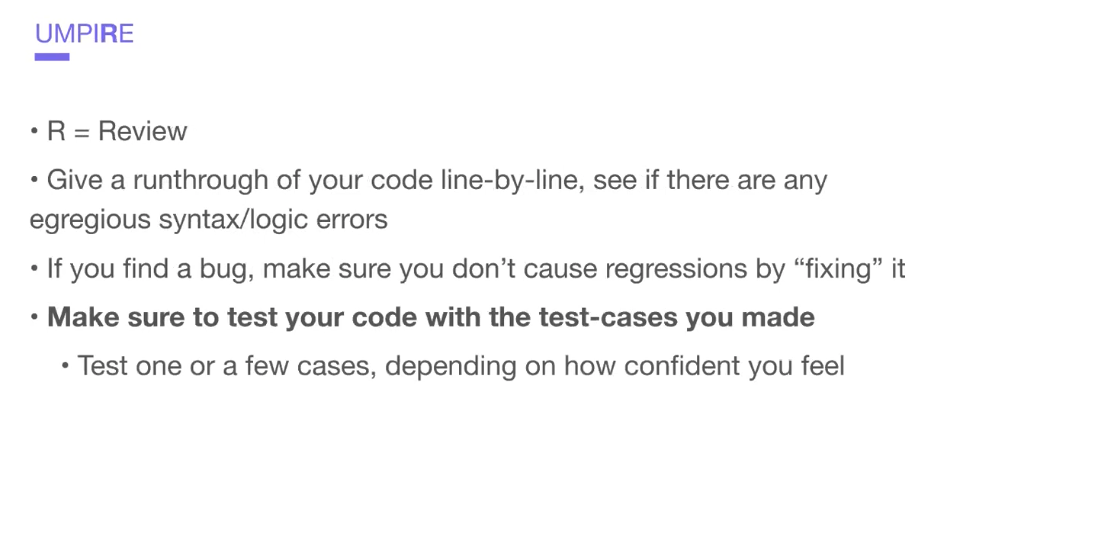 UMPIRE
• R = Review
• Give a runthrough of your code line-by-line, see if there are any
egregious syntax/logic errors
• If you find a bug, make sure you don’t cause regressions by “fixing” it
• Make sure to test your code with the test-cases you made
• Test one or a few cases, depending on how confident you feel